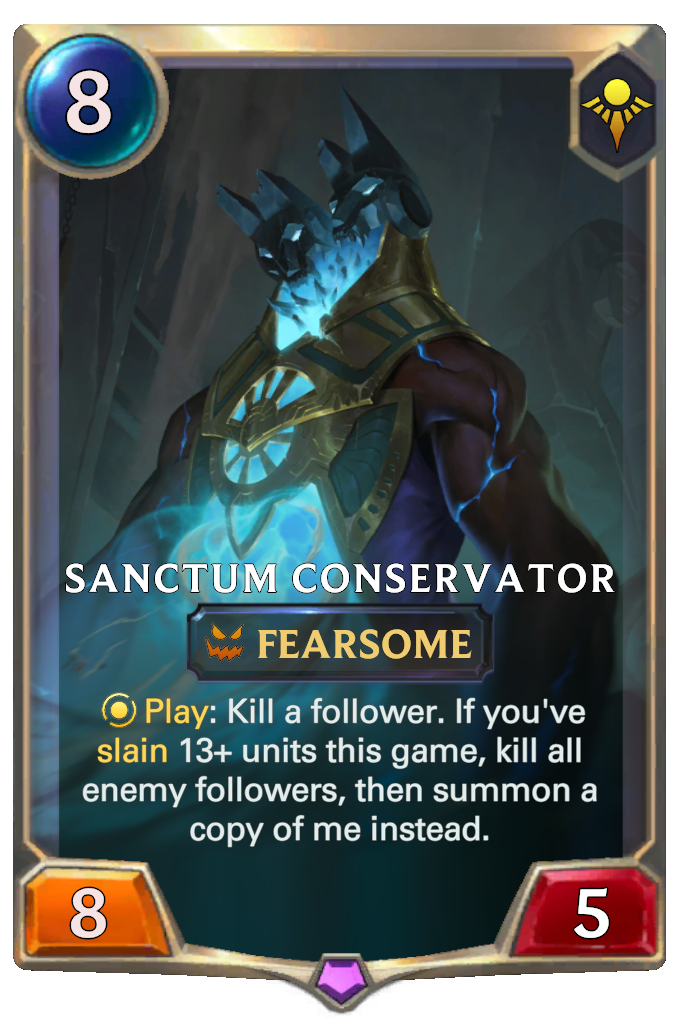 8
SANCTUM CONSERVATOR
FEARSOME
Play: Kill a follower. If you've
slain 13+ units this game, kill all
enemy followers, then summon a
copy of me instead.
8
5